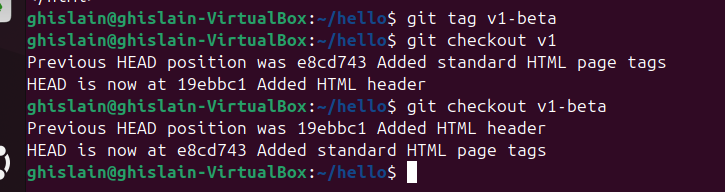 ghislain@ghislain-VirtualBox:~/hello$ git tag v1-beta
ghislain@ghislain-VirtualBox:~/hello$ git checkout v1
Previous HEAD position was e8cd743 Added standard HTML page tags
HEAD is now at 19ebbc1 Added HTML header
ghislain@ghislain-VirtualBox:~/hello$ git checkout v1-beta
Previous HEAD position was 19ebbc1 Added HTML header
HEAD is now at e8cd743 Added standard HTML page tags
ghislain@ghislain-VirtualBox:~/hello$